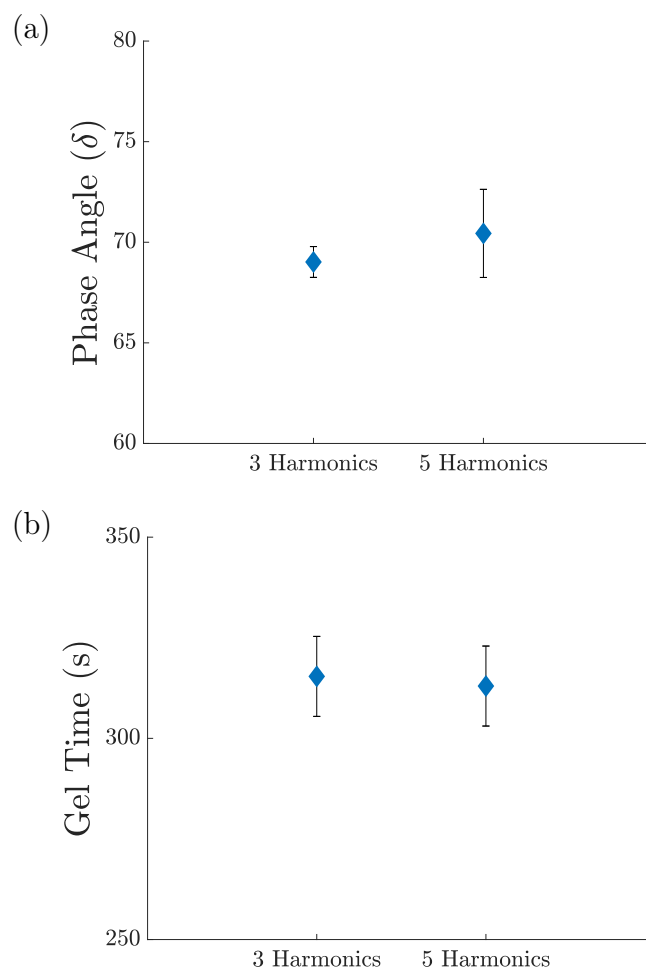 (a)
80
75
70
65
60
Phase Angle (δ)
3 Harmonics
5 Harmonics
(b)
350
300
250
Gel Time (s)
3 Harmonics
5 Harmonics